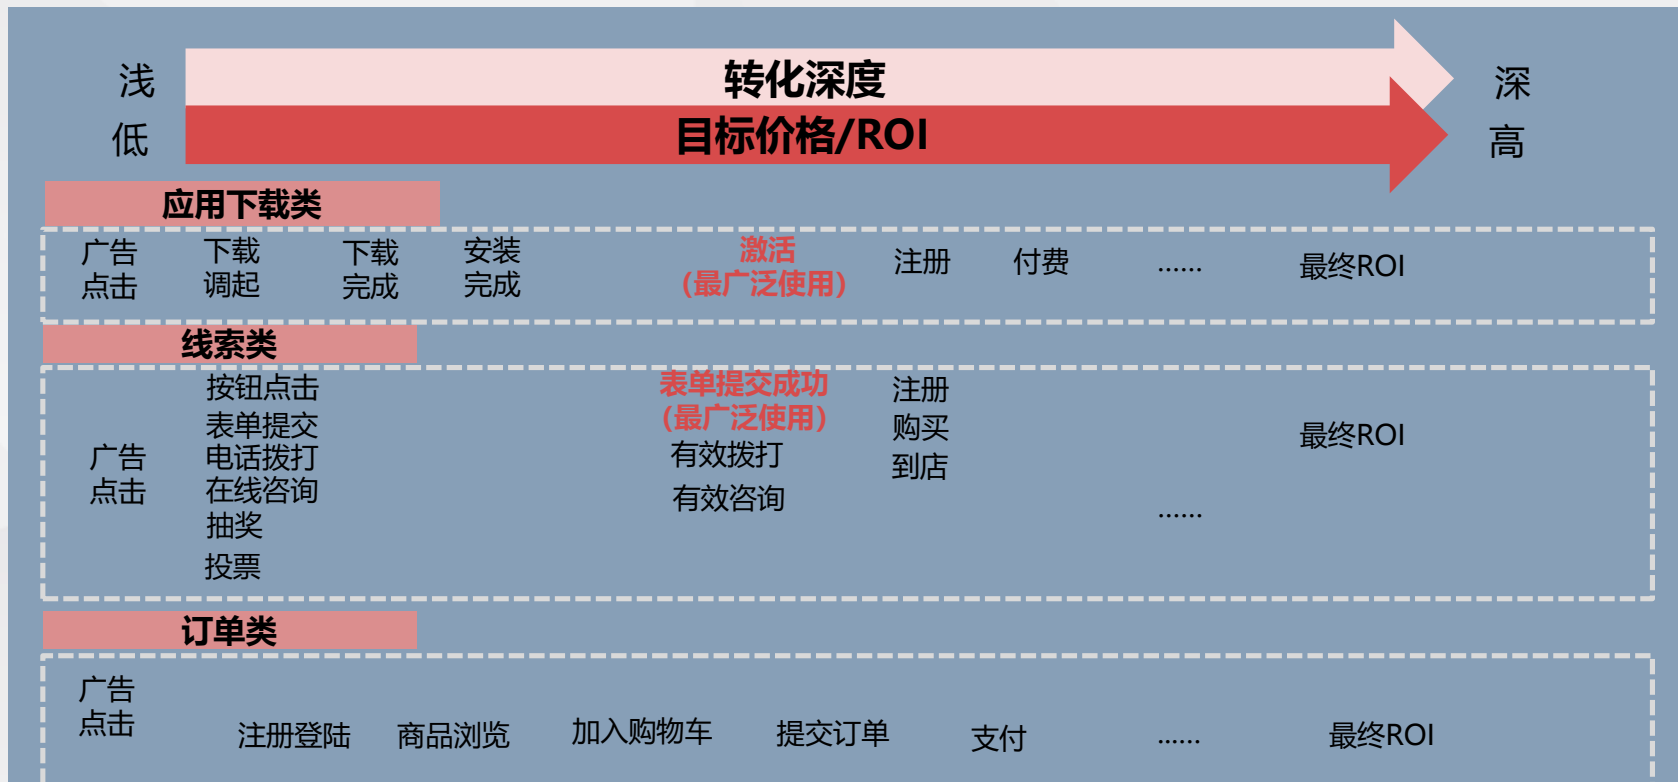 浅
转化深度
深
低
目标价格/ROI
高
应用下载类
广告
点击
下载
调起
下载
完成
安装
完成
激活
(最广泛使用)
注册
付费
......
最终ROI
线索类
广告
点击
按钮点击
表单提交
电话拨打
在线咨询
抽奖
投票
表单提交成功
(最广泛使用)
有效拨打
有效咨询
注册
购买
到店
......
最终ROI
订单类
广告
点击
注册登陆
商品浏览
加入购物车
提交订单
支付
......
最终ROI